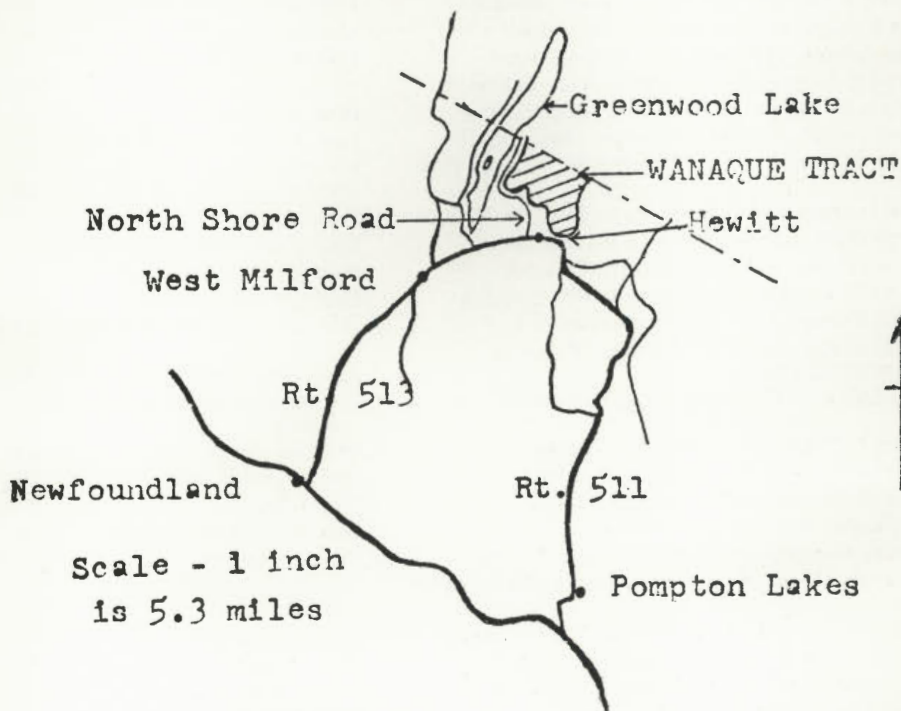 Greenwood Lake
WANAQUE TRACT
North Shore Road
Hewitt
West Milford
Rt. 513
Newfoundland
Rt. 511
Scale - 1 inch
is 5.3 miles
Pompton Lakes